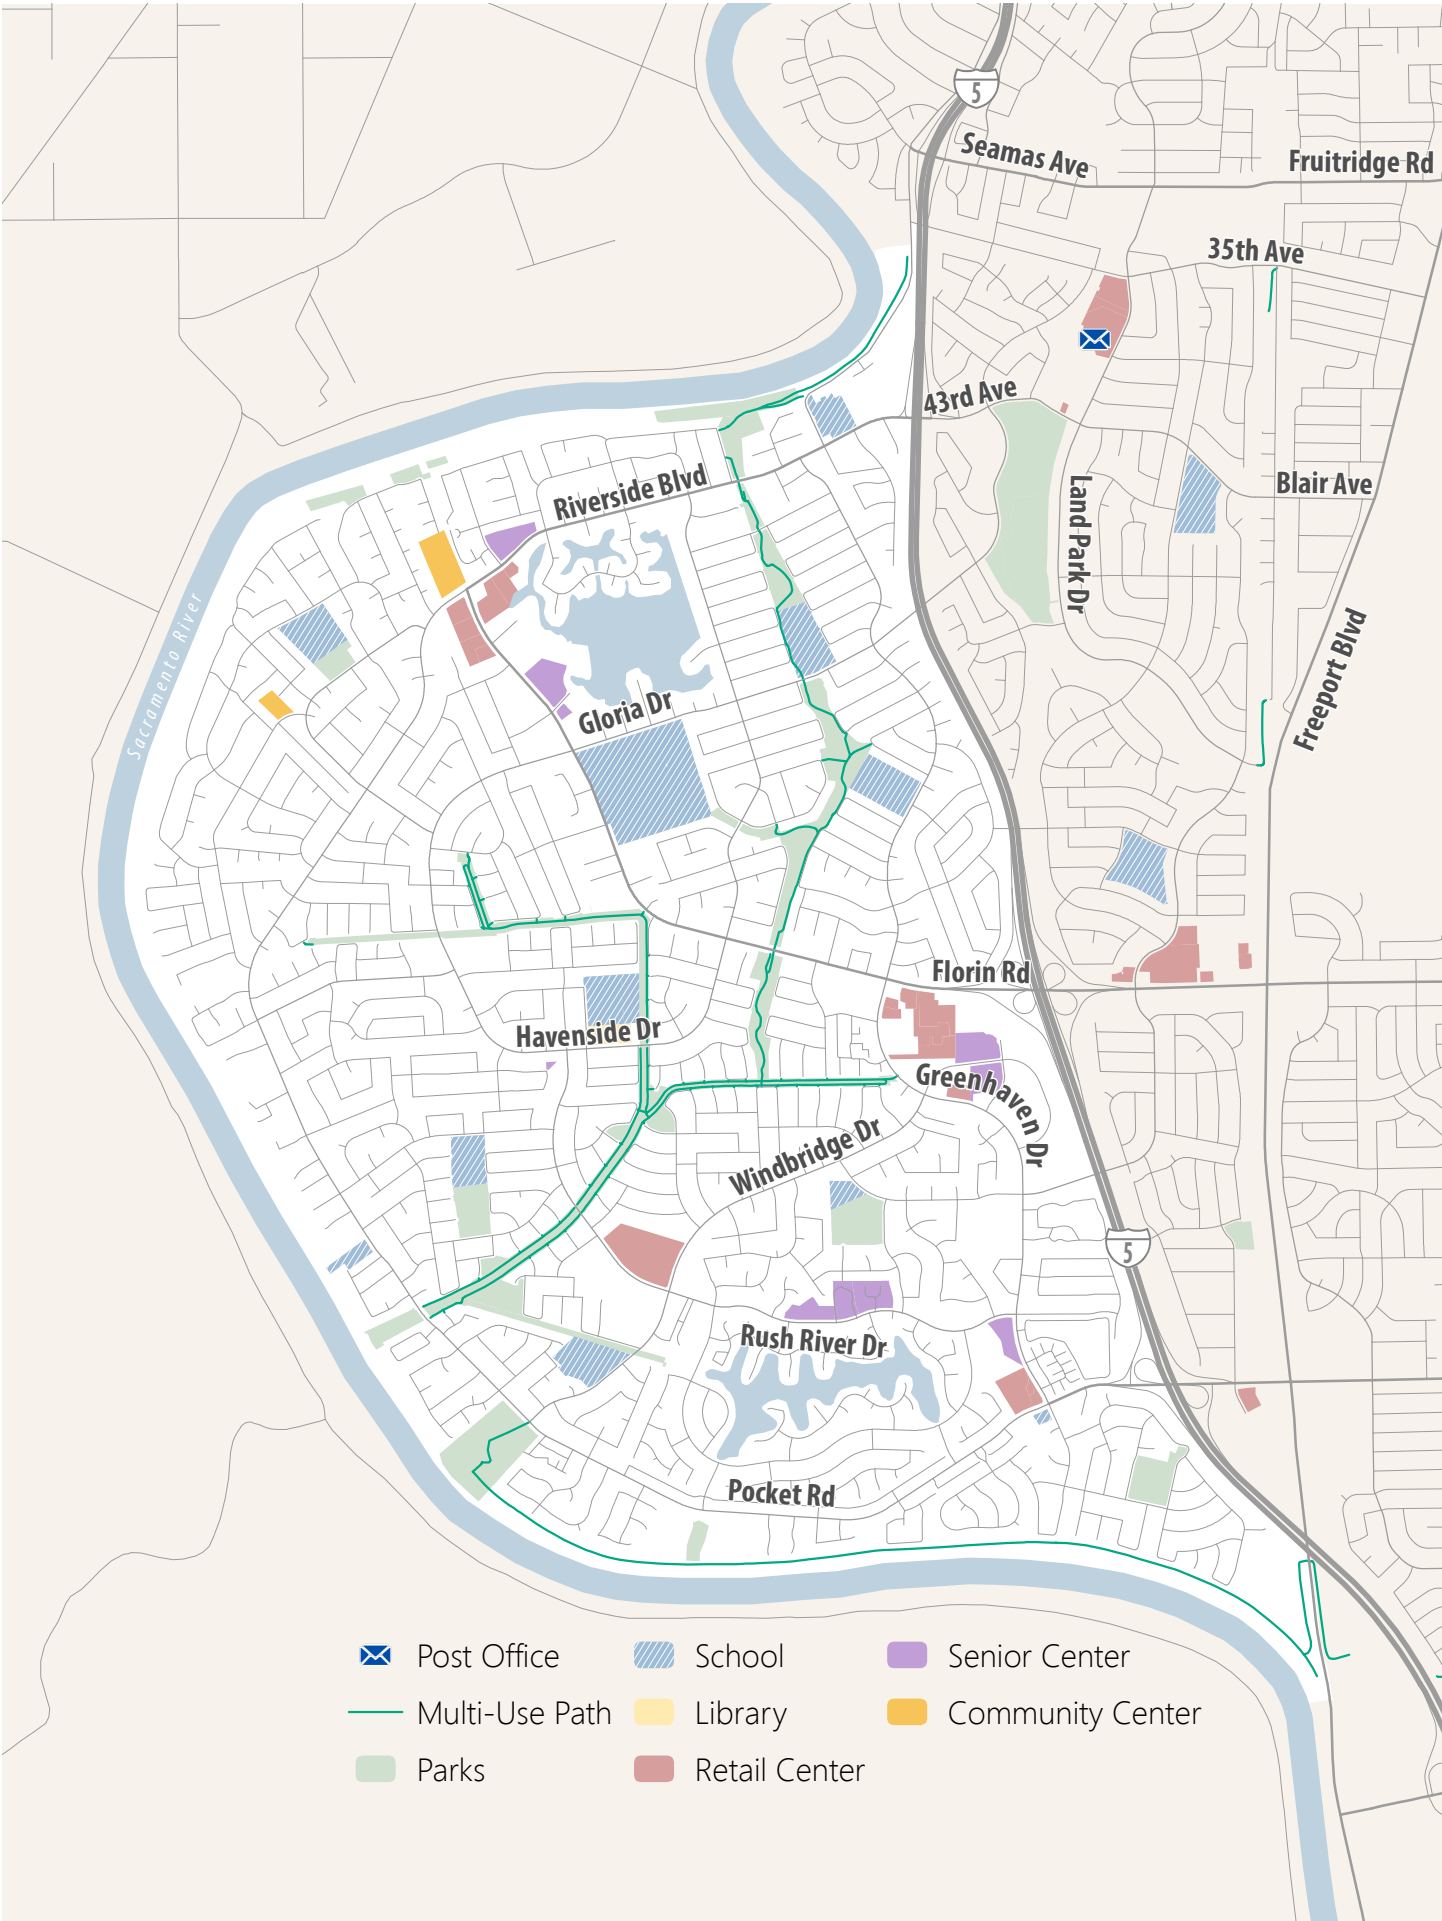 5
Seamas Ave
Fruitridge Rd
35th Ave
43rd Ave
Riverside Blvd
Land Park Dr
Blair Ave
Sacramento River
Freeport Blvd
Gloria Dr
Florin Rd
Havenside Dr
Greenhaven Dr
Windbridge Dr
5
Rush River Dr
Pocket Rd
Post Office
School
Senior Center
Multi-Use Path
Library
Community Center
Parks
Retail Center